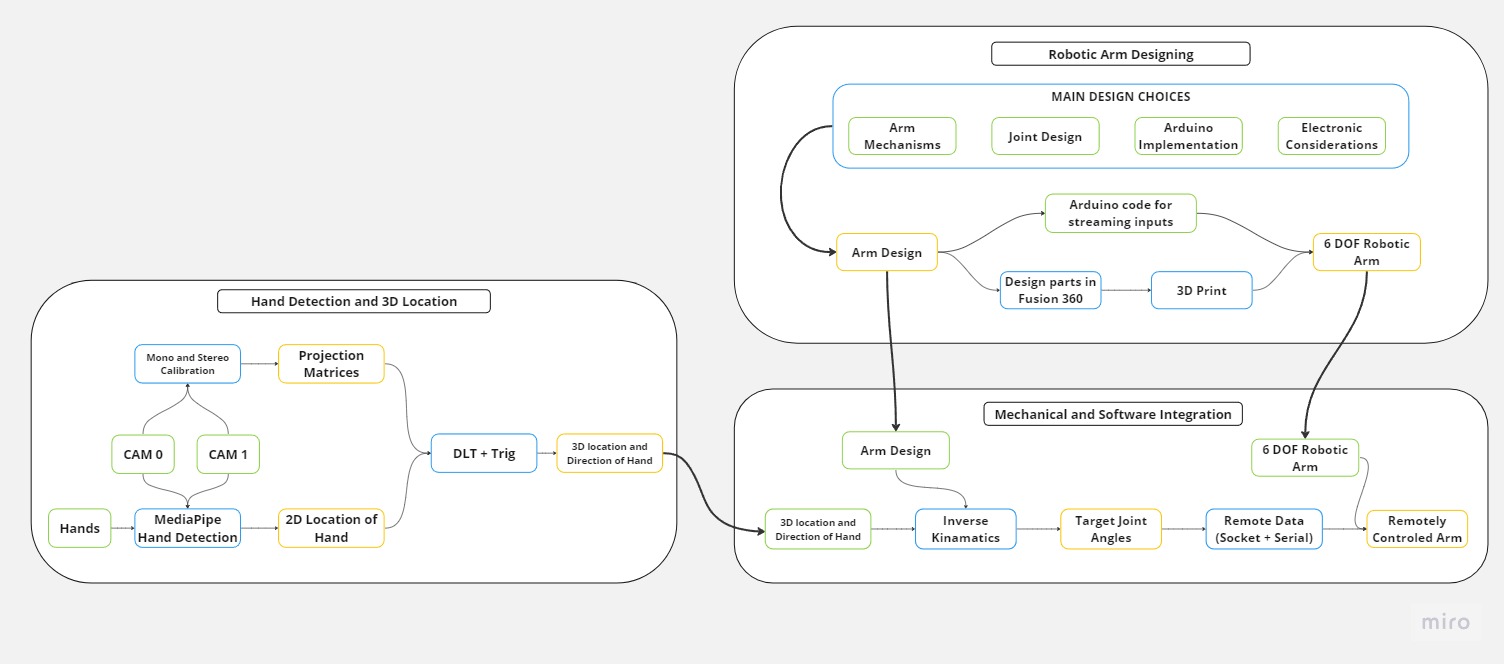 Robotic Arm Designing
MAIN DESIGN CHOICES
Arm
Mechanisms
Joint Design
Arduino
Implementation
Electronic
Considerations
Arduino code for
streaming inputs
Arm Design
6 DOF Robotic
Arm
Design parts in
Fusion 360
3D Print
Hand Detection and 3D Location
Mono and Stereo
Calibration
Projection
Matrices
CAM 0
CAM 1
DLT + Trig
3D location and
Direction of Hand
Hands
MediaPipe
Hand Detection
2D Location of
Hand
Mechanical and Software Integration
Arm Design
6 DOF Robotic
Arm
3D location and
Direction of Hand
Inverse
Kinamatics
Target Joint
Angles
Remote Data
(Socket + Serial)
Remotely
Controled Arm
miro